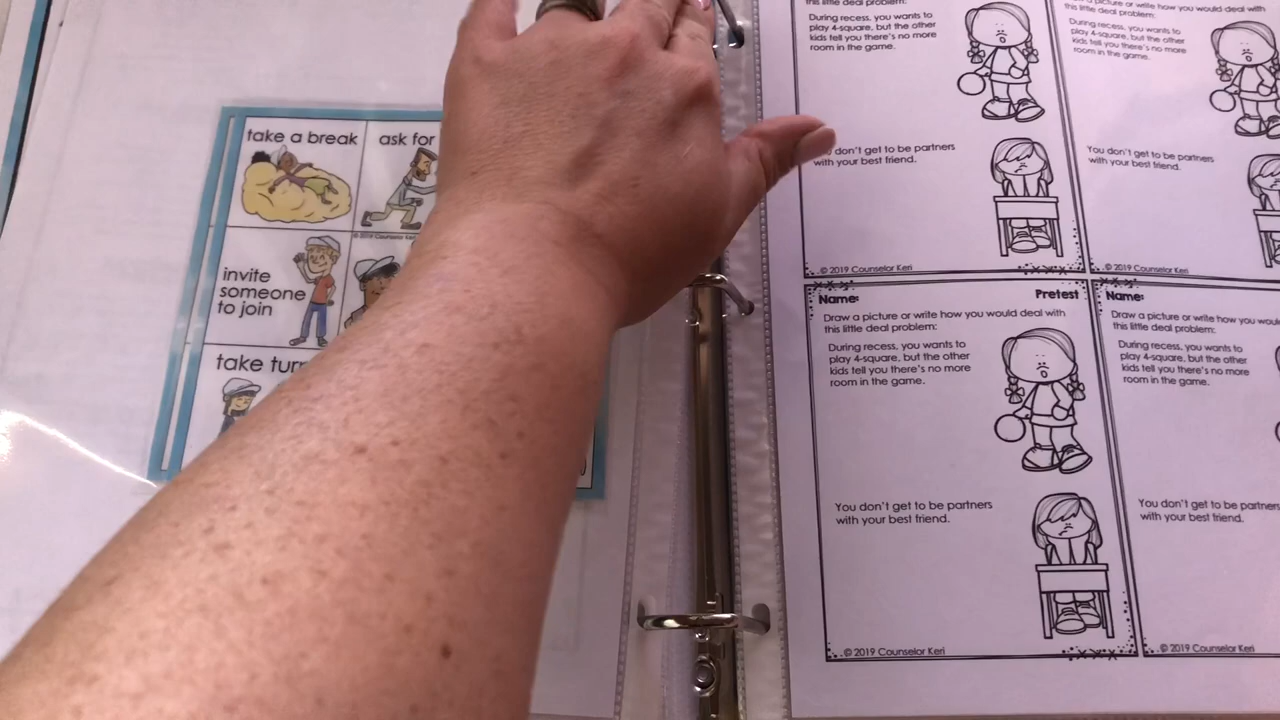 take a break
ask for
© 2019 Counselor Keri
invite
someone
to join
take turn
this little deal problem:
During recess, you wants to
play 4-square, but the other
kids tell you there's no more
room in the game.
don't get to be partners
with your best friend.
© 2019 Counselor Keri
a picture or write how you would deal with
this little deal problem:
During recess, you wants to
play 4-square, but the other
kids tell you there's no more
room in the game.
You don't get to be partners
with your best friend.
© 2019 Counselor Keri
Name: Pretest
Draw a picture or write how you would deal with
this little deal problem:
During recess, you wants to
play 4-square, but the other
kids tell you there's no more
room in the game.
You don't get to be partners
with your best friend.
© 2019 Counselor Keri
Name:
Draw a picture or write how you would
this little deal problem:
During recess, you wants to
play 4-square, but the other
kids tell you there's no more
room in the game.
You don't get to be partners
with your best friend.
© 2019 Counselor Keri